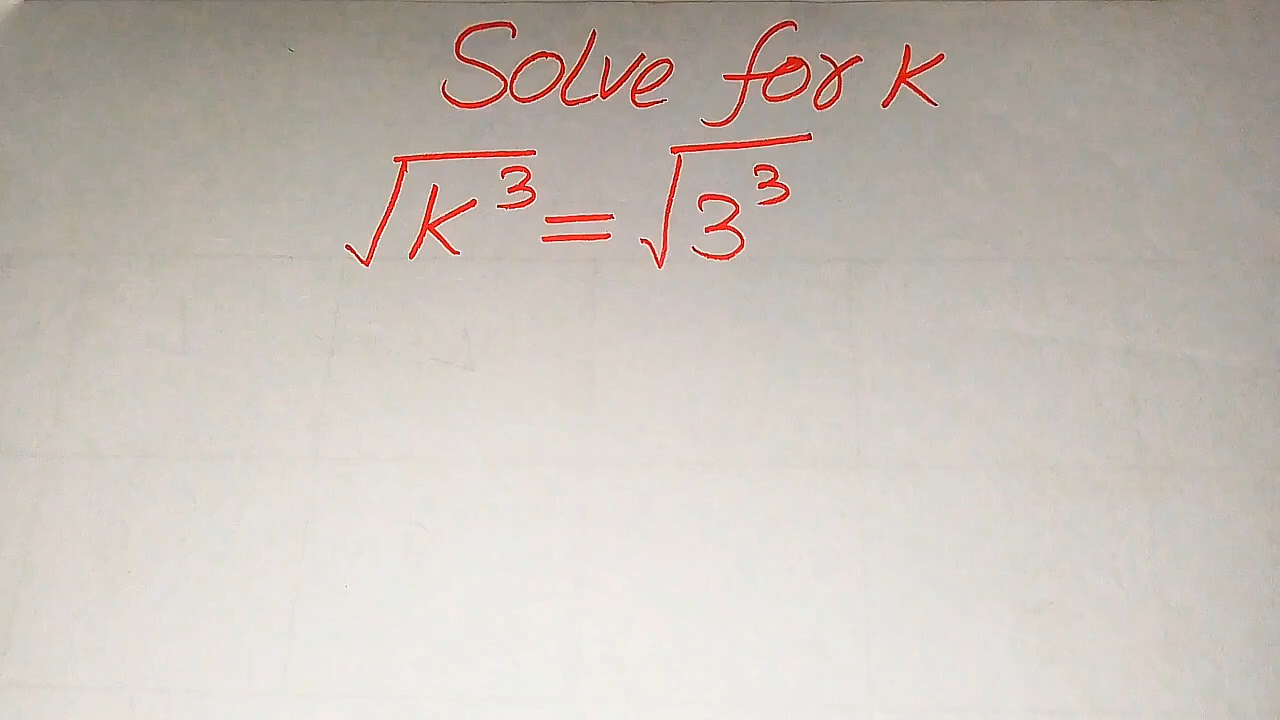 Solve for K
√K³ = √3³